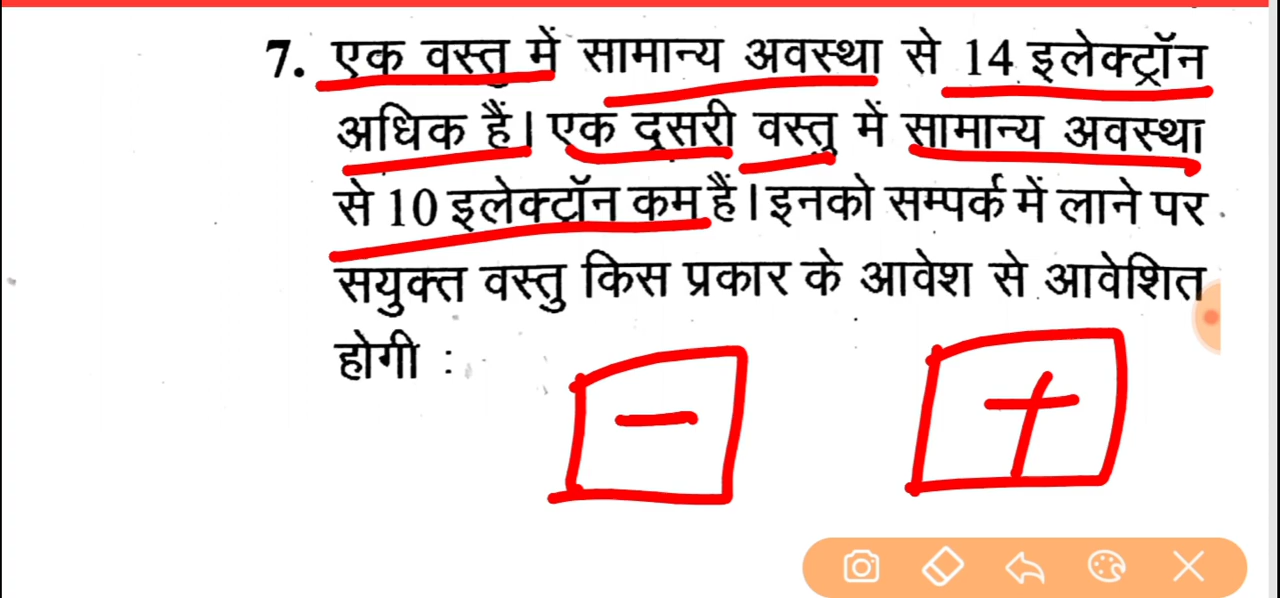 7. एक वस्तु में सामान्य अवस्था से 14 इलेक्ट्रॉन
अधिक हैं। एक दूसरी वस्तु में सामान्य अवस्था
से 10 इलेक्ट्रॉन कम हैं। इनको सम्पर्क में लाने पर
सयुक्त वस्तु किस प्रकार के आवेश से आवेशित
होगी :
− +